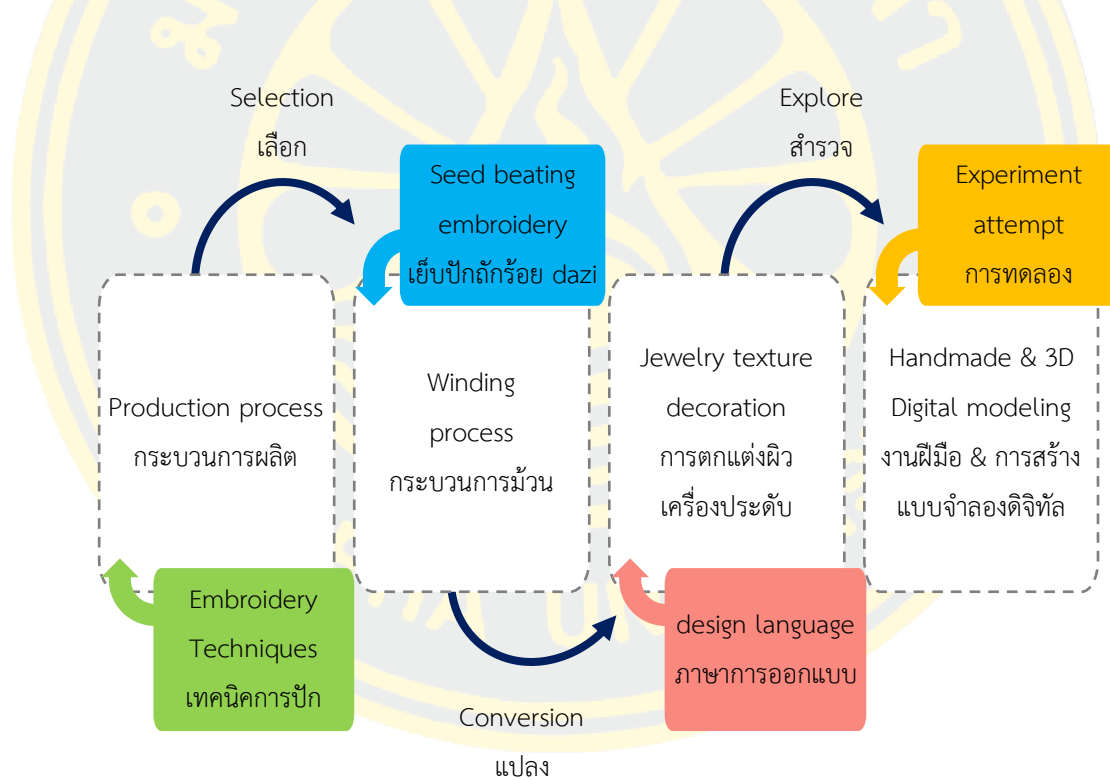 Selection
เลือก
Explore
สำรวจ
Seed beating
embroidery
เย็บปักถักร้อย dazi
Experiment
attempt
การทดลอง
Production process
กระบวนการผลิต
Winding
process
กระบวนการม้วน
Jewelry texture
decoration
การตกแต่งผิว
เครื่องประดับ
Handmade & 3D
Digital modeling
งานฝีมือ & การสร้าง
แบบจำลองดิจิทัล
Embroidery
Techniques
เทคนิคการปัก
design language
ภาษาการออกแบบ
Conversion
แปลง